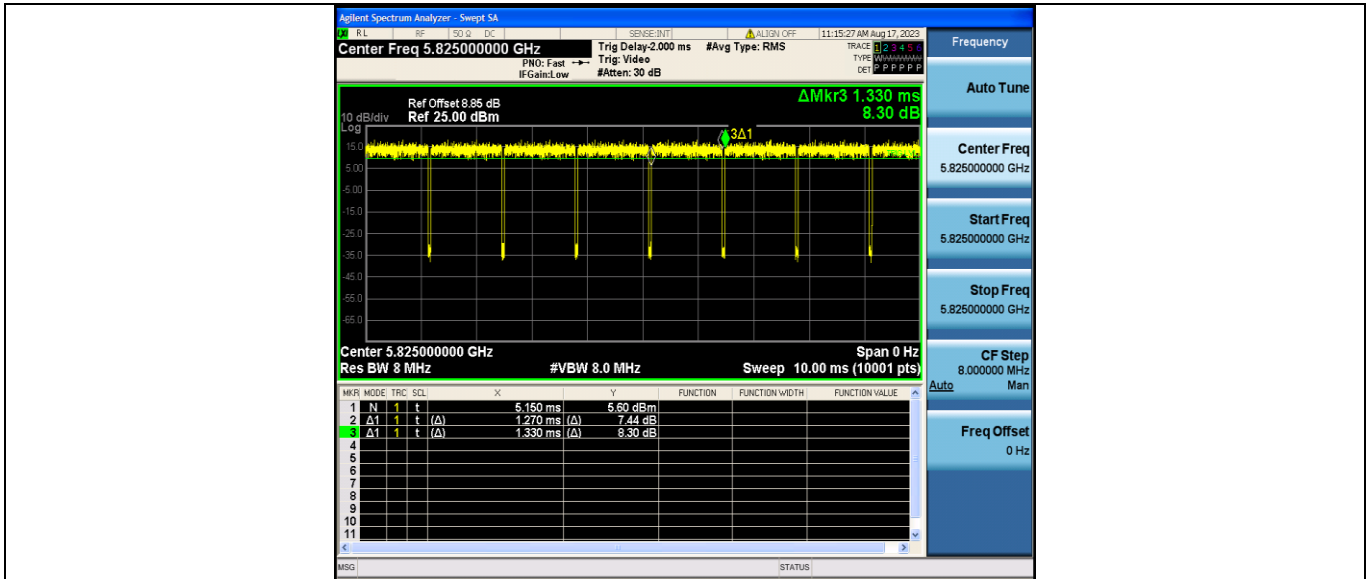 Agilent Spectrum Analyzer - Swept SA
RL RF 50 Ω DC SENSE:INT ALIGN OFF 11:15:27 AM Aug 17, 2023
Center Freq 5.825000000 GHz
PNO: Fast
IFGain:Low
Trig Delay-2.000 ms
Trig: Video
#Atten: 30 dB
#Avg Type: RMS
TRACE 1 2 3 4 5 6
TYPE
DET P P P P P P
ΔMkr3 1.330 ms
8.30 dB
Ref Offset 8.85 dB
10 dB/div Ref 25.00 dBm
Log
3Δ1
15.0
5.00
-5.00
-15.0
-25.0
-35.0
-45.0
-55.0
-65.0
Center 5.825000000 GHz Span 0 Hz
Res BW 8 MHz #VBW 8.0 MHz Sweep 10.00 ms (10001 pts)
MKR MODE TRC SCL X Y FUNCTION FUNCTION WIDTH FUNCTION VALUE
1 N 1 t 5.150 ms 5.60 dBm
2 Δ1 1 t (Δ) 1.270 ms (Δ) 7.44 dB
3 Δ1 1 t (Δ) 1.330 ms (Δ) 8.30 dB
4
5
6
7
8
9
10
11
MSG STATUS
Frequency
Auto Tune
Center Freq
5.825000000 GHz
Start Freq
5.825000000 GHz
Stop Freq
5.825000000 GHz
CF Step
8.000000 MHz
Auto Man
Freq Offset
0 Hz